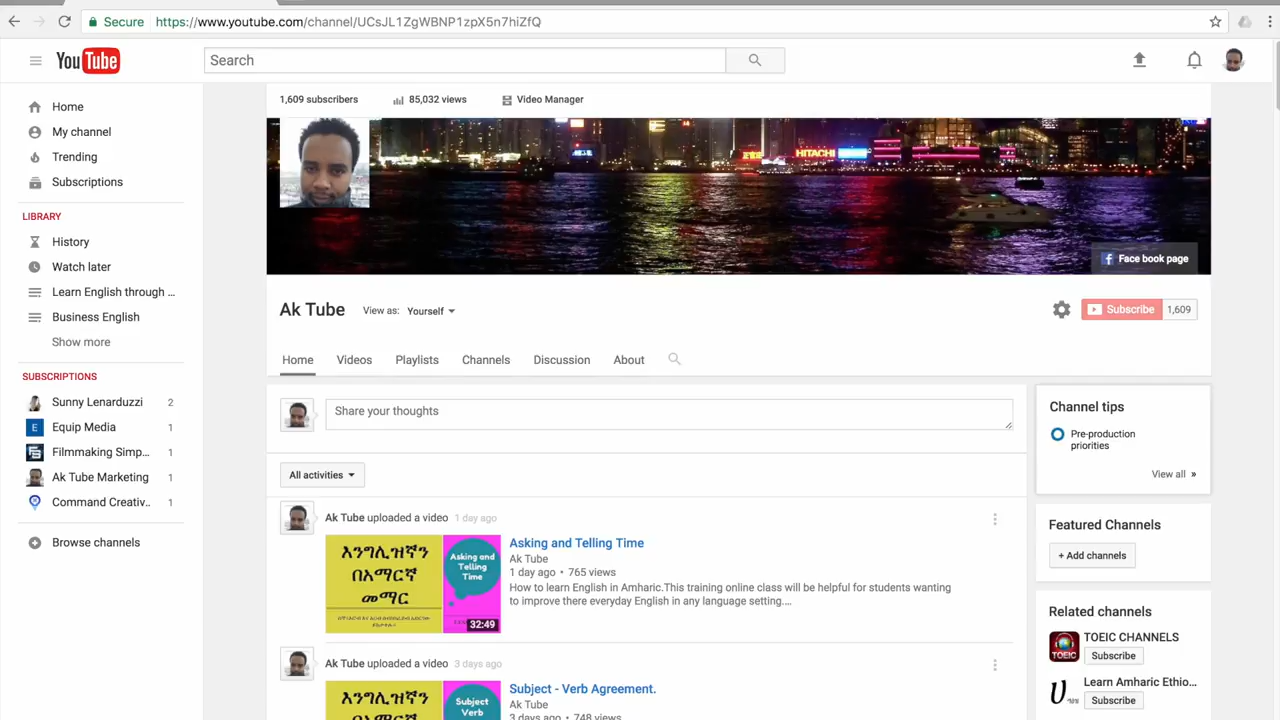 Secure https://www.youtube.com/channel/UCsJL1ZgWBNP1zpX5n7hiZfQ
YouTube
Search
Home
My channel
Trending
Subscriptions
LIBRARY
History
Watch later
Learn English through ...
Business English
Show more
SUBSCRIPTIONS
Sunny Lenarduzzi 2
Equip Media 1
Filmmaking Simp... 1
Ak Tube Marketing 1
Command Creativ.. 1
Browse channels
1,609 subscribers 85,032 views Video Manager
HITACHI
Face book page
Ak Tube View as: Yourself
Subscribe 1,609
Home Videos Playlists Channels Discussion About
Share your thoughts
All activities
Ak Tube uploaded a video 1 day ago
እንግሊዝኛን
በአማርኛ
መማር
Asking and
Telling
Time
32:49
Asking and Telling Time
Ak Tube
1 day ago • 765 views
How to learn English in Amharic.This training online class will be helpful for students wanting
to improve there everyday English in any language setting....
Ak Tube uploaded a video 3 days ago
እንግሊዝኛን
Subject
Verb
Subject - Verb Agreement.
Ak Tube
3 days ago • 748 views
Channel tips
Pre-production
priorities
View all »
Featured Channels
+ Add channels
Related channels
TOEIC
TOEIC CHANNELS
Subscribe
Learn Amharic Ethio...
Subscribe